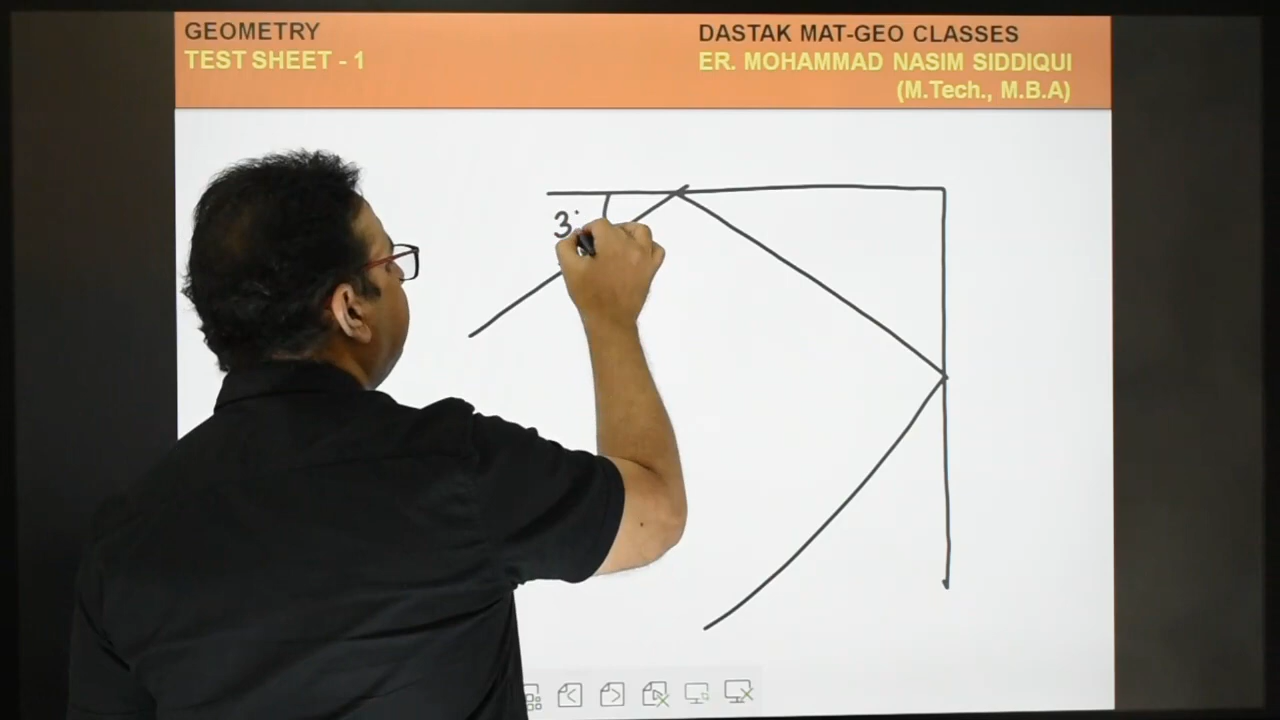 GEOMETRY
TEST SHEET - 1
DASTAK MAT-GEO CLASSES
ER. MOHAMMAD NASIM SIDDIQUI
(M.Tech., M.B.A)
3